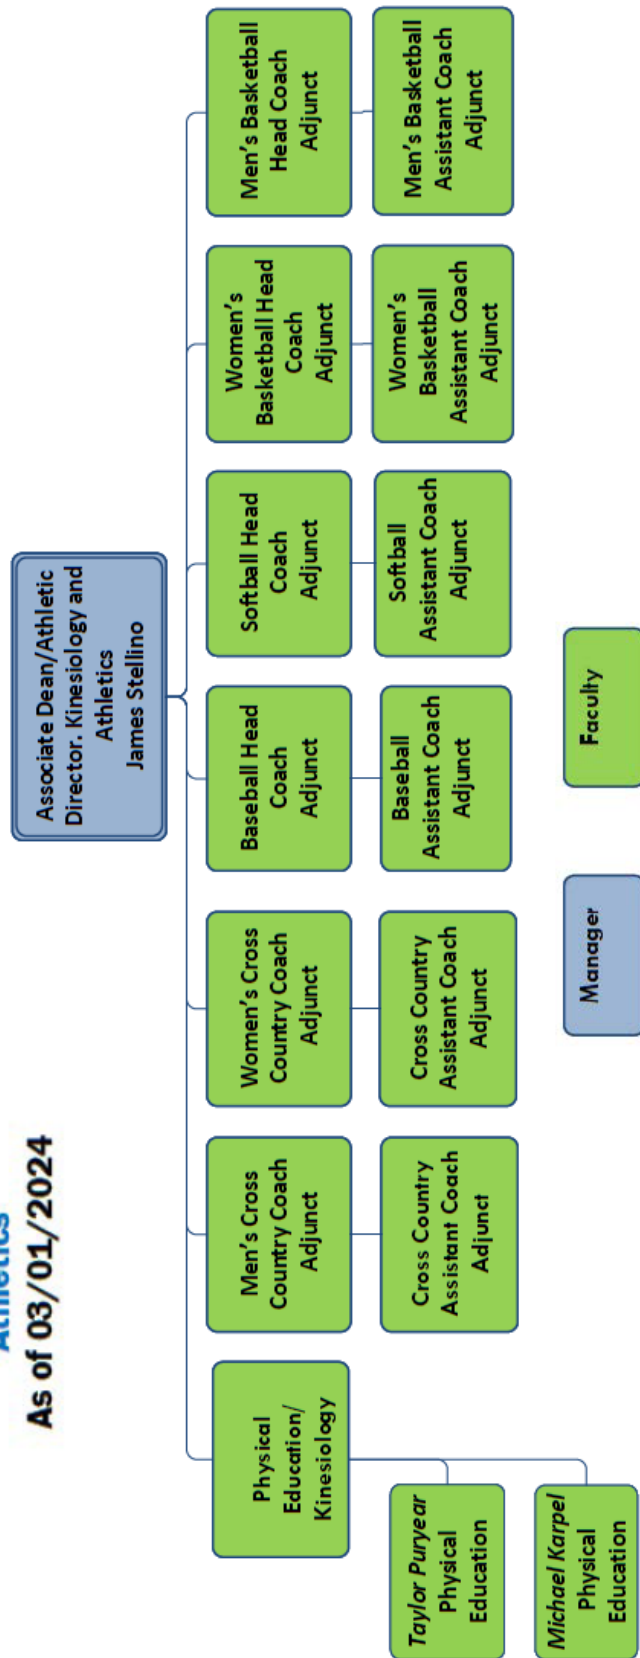 Athletics
As of 03/01/2024
Associate Dean/Athletic
Director. Kinesiology and
Athletics
James Stellino
Physical
Education/
Kinesiology
Men's Cross
Country Coach
Adjunct
Women's Cross
Country Coach
Adjunct
Baseball Head
Coach
Adjunct
Softball Head
Coach
Adjunct
Women's
Basketball Head
Coach
Adjunct
Men's Basketball
Head Coach
Adjunct
Taylor Puryear
Physical
Education
Michael Karpel
Physical
Education
Cross Country
Assistant Coach
Adjunct
Cross Country
Assistant Coach
Adjunct
Baseball
Assistant Coach
Adjunct
Softball
Assistant Coach
Adjunct
Women's
Basketball
Assistant Coach
Adjunct
Men's Basketball
Assistant Coach
Adjunct
Manager
Faculty